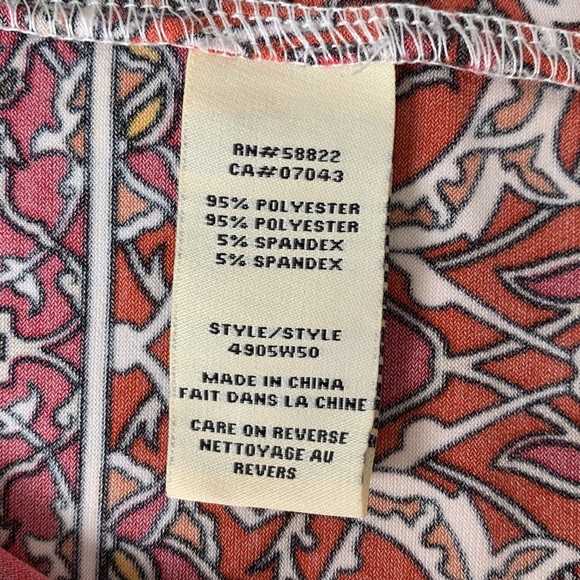 RN#58822
CA#07043
95% POLYESTER
95% POLYESTER
5% SPANDEX
5% SPANDEX
STYLE/STYLE
4905W50
MADE IN CHINA
FAIT DANS LA CHINE
CARE ON REVERSE
NETTOYAGE AU
REVERS